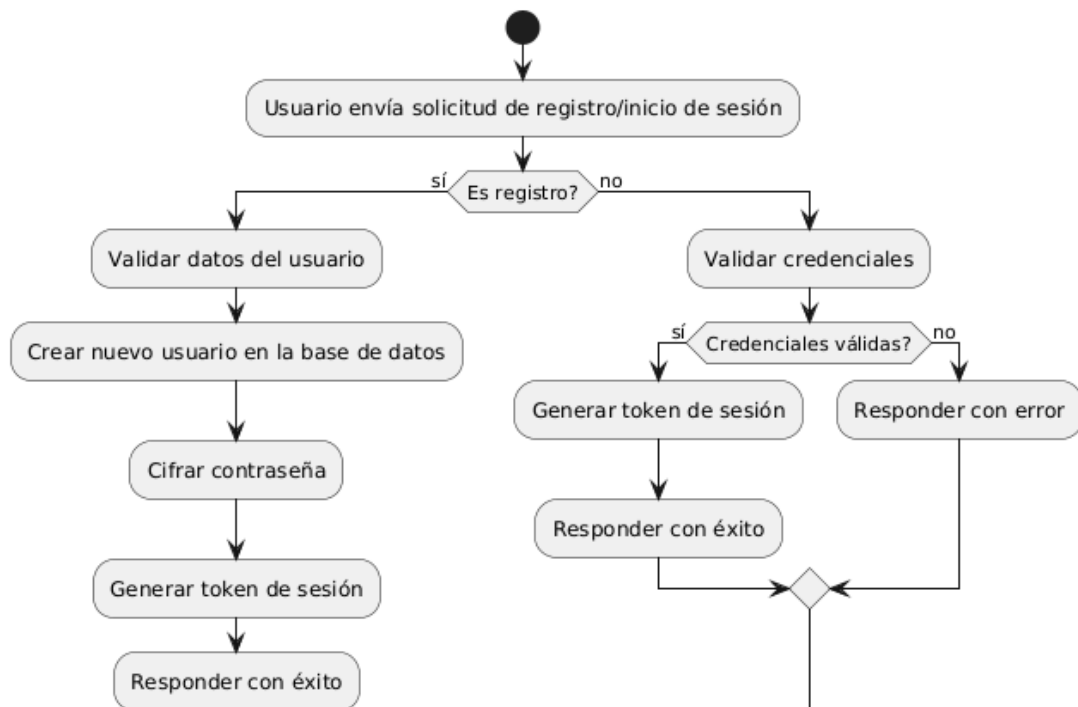 Usuario envía solicitud de registro/inicio de sesión
sí
Es registro?
no
Validar datos del usuario
Validar credenciales
Crear nuevo usuario en la base de datos
sí
Credenciales válidas?
no
Generar token de sesión
Responder con error
Cifrar contraseña
Responder con éxito
Generar token de sesión
Responder con éxito